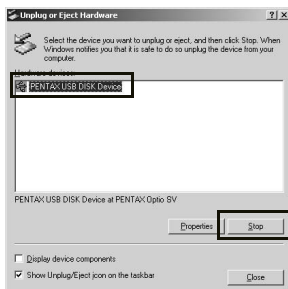 Unplug or Eject Hardware
Select the device you want to unplug or eject, and then click Stop. When
Windows notifies you that it is safe to do so unplug the device from your
computer.
Hardware devices:
PENTAX USB DISK Device
PENTAX USB DISK Device at PENTAX Optio SV
Properties
Stop
Display device components
Show Unplug/Eject icon on the taskbar
Close